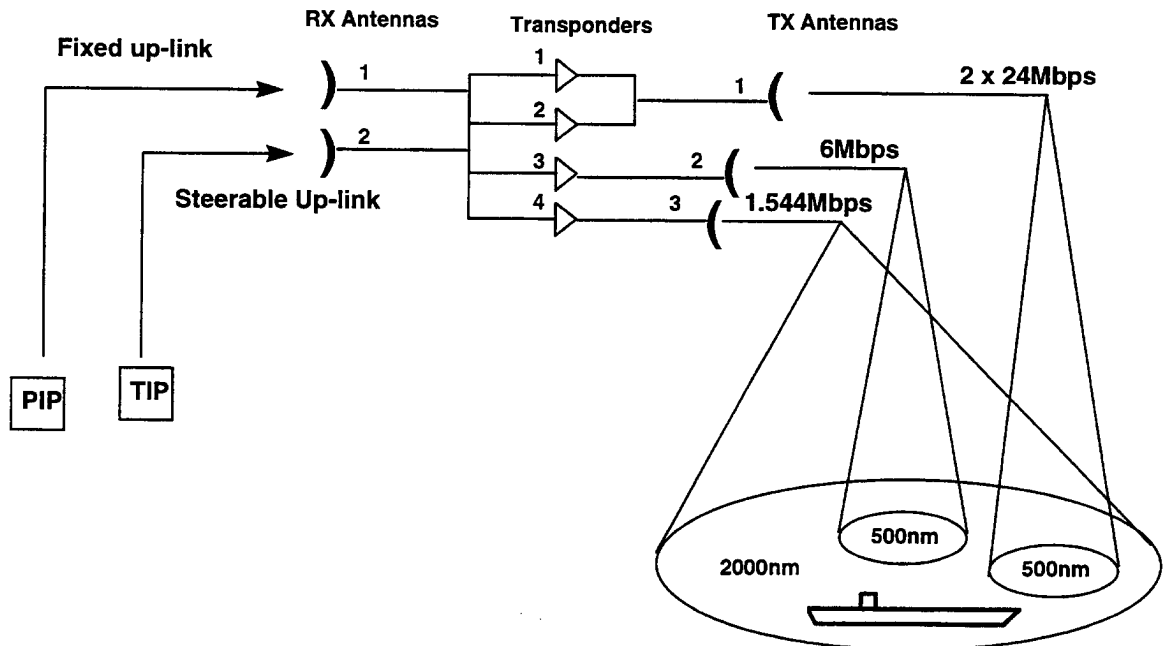 RX Antennas
Transponders
TX Antennas
Fixed up-link
1
1
1
2 x 24Mbps
2
2
Steerable Up-link
3
2
6Mbps
4
3
1.544Mbps
PIP
TIP
500nm
2000nm
500nm